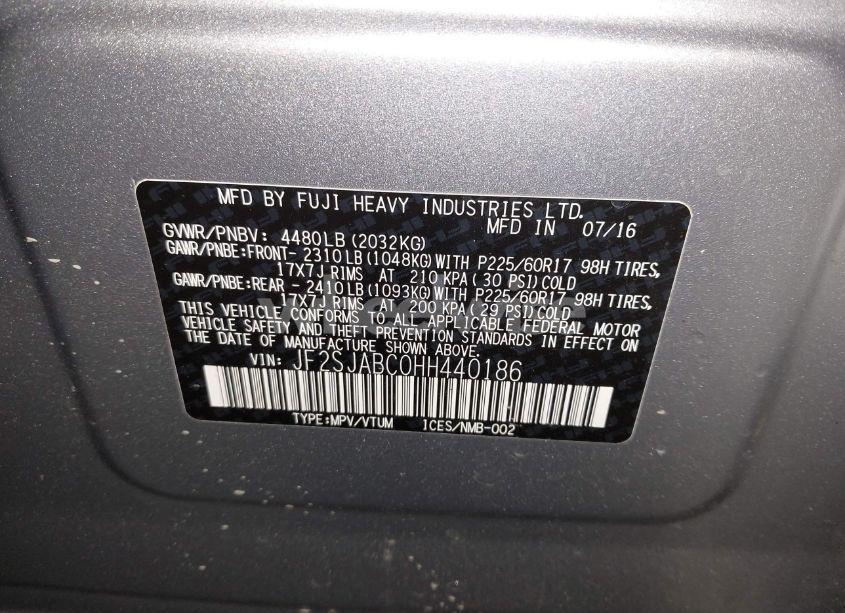 MFD BY FUJI HEAVY INDUSTRIES LTD.
MFD IN 07/16
GVWR/PNBV: 4480LB (2032KG)
GAWR/PNBE:FRONT- 2310LB (1048KG)WITH P225/60R17 98H TIRES,
17X7J RIMS AT 210 KPA ( 30 PSI)COLD
GAWR/PNBE:REAR - 2410LB (1093KG)WITH P225/60R17 98H TIRES,
17X7J RIMS AT 200 KPA ( 29 PSI)COLD
THIS VEHICLE CONFORMS TO ALL APPLICABLE FEDERAL MOTOR
VEHICLE SAFETY AND THEFT PREVENTION STANDARDS IN EFFECT ON
THE DATE OF MANUFACTURE SHOWN ABOVE.
VIN: JF2SJABC0HH440186
TYPE:MPV/VTUM ICES/NMB-002